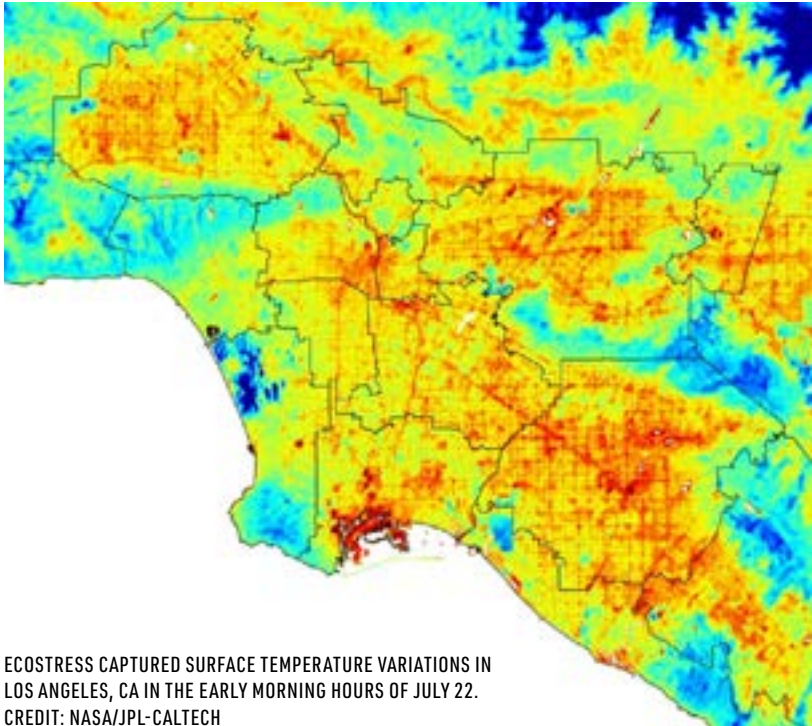 ECOSTRESS CAPTURED SURFACE TEMPERATURE VARIATIONS IN
LOS ANGELES, CA IN THE EARLY MORNING HOURS OF JULY 22.
CREDIT: NASA/JPL-CALTECH